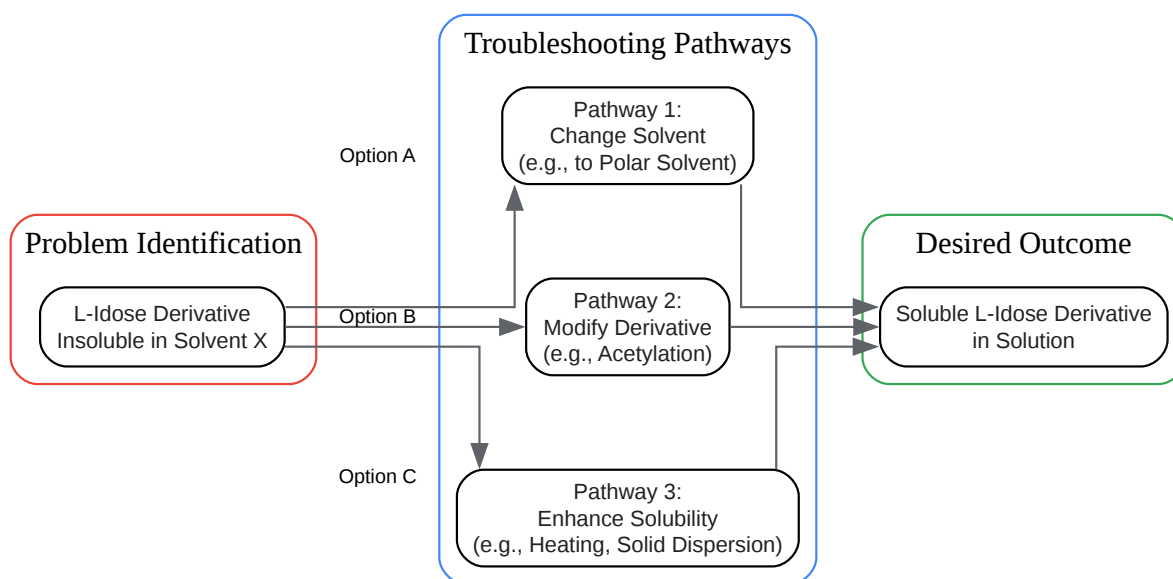 Troubleshooting Pathways
Pathway 1:
Change Solvent
(e.g., to Polar Solvent)
Option A
Problem Identification
L-Idose Derivative
Insoluble in Solvent X
Option B
Pathway 2:
Modify Derivative
(e.g., Acetylation)
Desired Outcome
Soluble L-Idose Derivative
in Solution
Option C
Pathway 3:
Enhance Solubility
(e.g., Heating, Solid Dispersion)